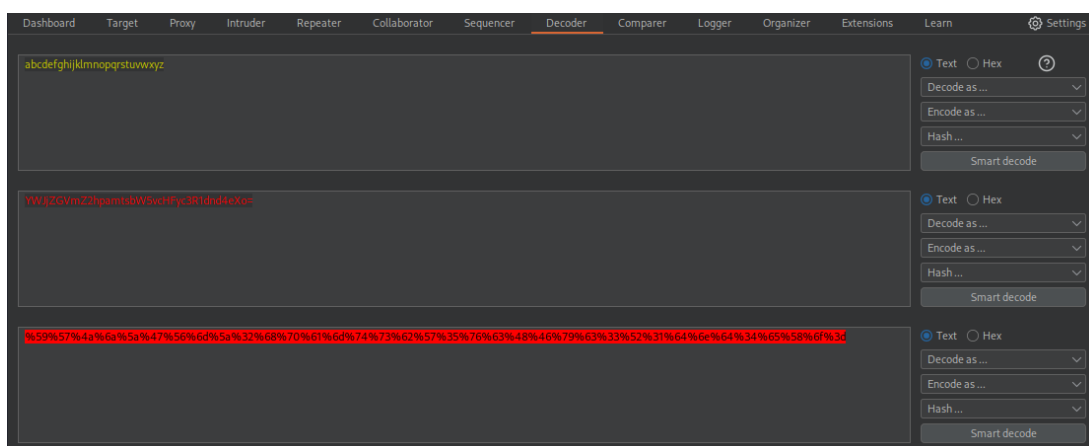 Dashboard Target Proxy Intruder Repeater Collaborator Sequencer Decoder Comparer Logger Organizer Extensions Learn Settings
abcdefghijklmnopqrstuvwxyz
Text Hex ?
Decode as ...
Encode as ...
Hash ...
Smart decode
YWJjZGVmZ2hpamtsbW5vcHFyc3R1dnd4eXo=
Text Hex
Decode as ...
Encode as ...
Hash ...
Smart decode
%59%57%4a%6a%5a%47%56%6d%5a%32%68%70%61%6d%74%73%62%57%35%76%63%48%46%79%63%33%52%31%64%6e%64%34%65%58%6f%3d
Text Hex
Decode as ...
Encode as ...
Hash ...
Smart decode